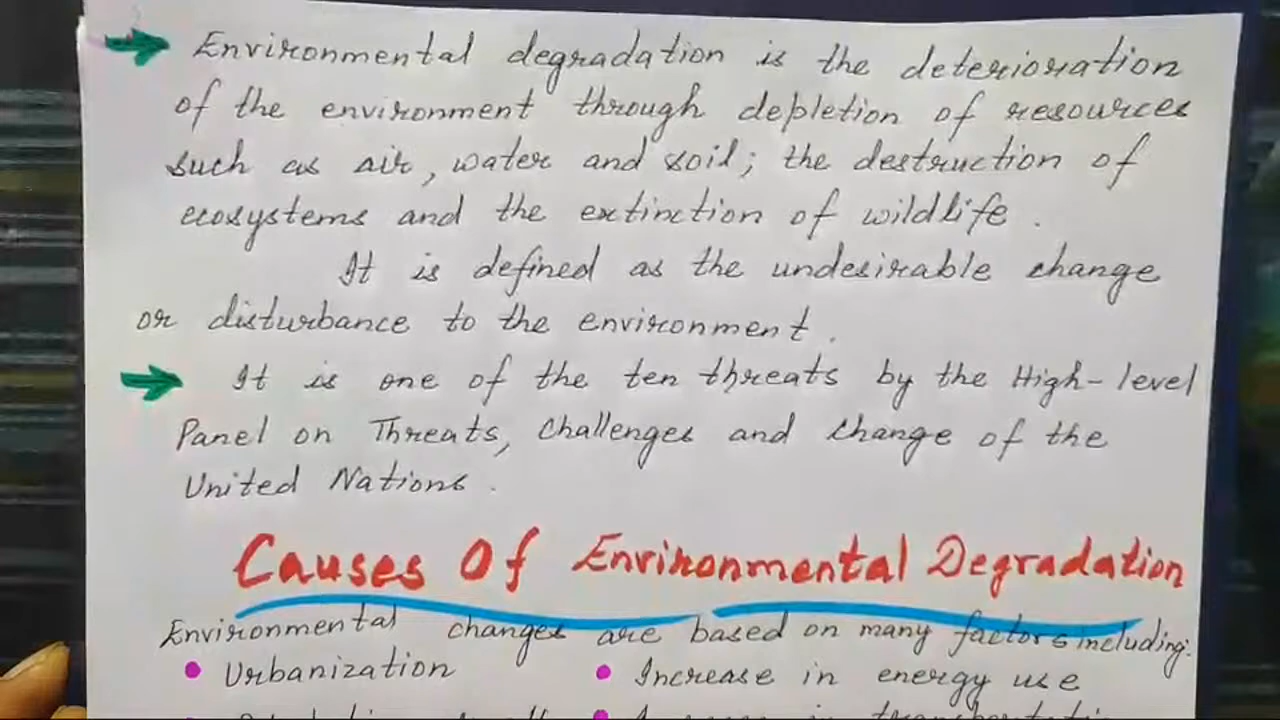 Environmental degradation is the deterioration
of the environment through depletion of resources
such as air, water and soil; the destruction of
ecosystems and the extinction of wildlife.
It is defined as the undesirable change
or disturbance to the environment.
It is one of the ten threats by the High-level
Panel on Threats, Challenges and Change of the
United Nations.
Causes Of Environmental Degradation
Environmental changes are based on many factors including:
Urbanization
Increase in energy use